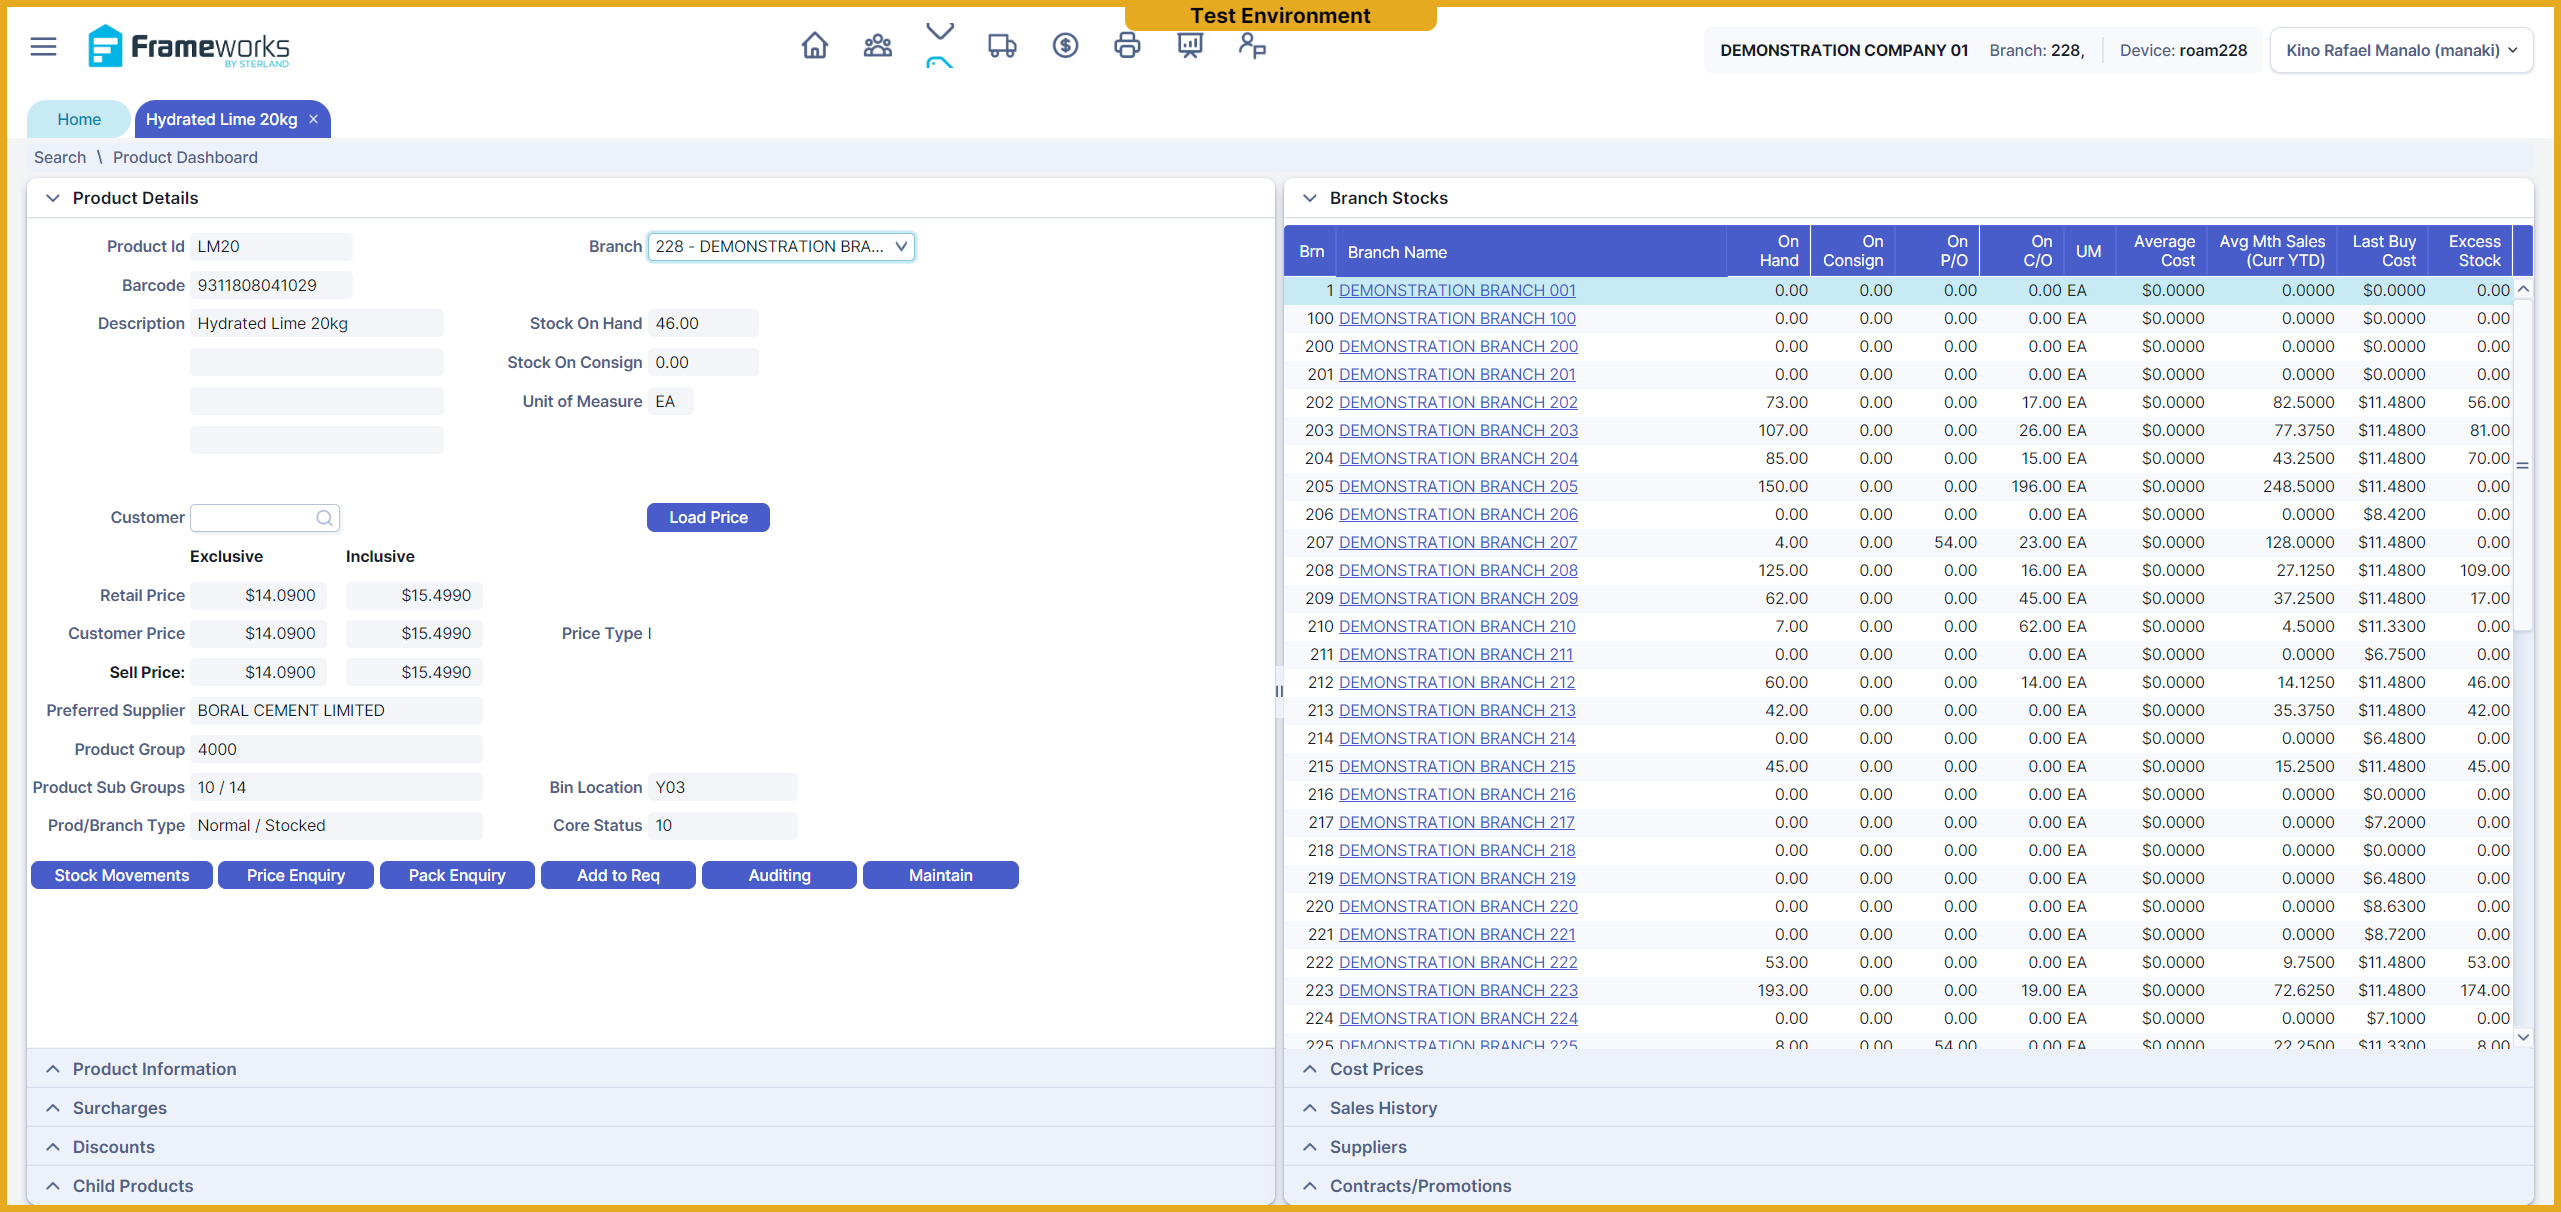 Test Environment
Frameworks
BY STERLAND
DEMONSTRATION COMPANY 01 Branch: 228, Device: roam228 Kino Rafael Manalo (manaki)
Home Hydrated Lime 20kg ×
Search \ Product Dashboard
Product Details
Product Id LM20 Branch 228 - DEMONSTRATION BRA...
Barcode 9311808041029
Description Hydrated Lime 20kg Stock On Hand 46.00
Stock On Consign 0.00
Unit of Measure EA
Customer Load Price
Exclusive Inclusive
Retail Price $14.0900 $15.4990
Customer Price $14.0900 $15.4990 Price Type I
Sell Price: $14.0900 $15.4990
Preferred Supplier BORAL CEMENT LIMITED
Product Group 4000
Product Sub Groups 10 / 14 Bin Location Y03
Prod/Branch Type Normal / Stocked Core Status 10
Stock Movements Price Enquiry Pack Enquiry Add to Req Auditing Maintain
Product Information
Surcharges
Discounts
Child Products
Branch Stocks
Brn Branch Name On Hand On Consign On P/O On C/O UM Average Cost Avg Mth Sales (Curr YTD) Last Buy Cost Excess Stock
1 DEMONSTRATION BRANCH 001 0.00 0.00 0.00 0.00 EA $0.0000 0.0000 $0.0000 0.00
100 DEMONSTRATION BRANCH 100 0.00 0.00 0.00 0.00 EA $0.0000 0.0000 $0.0000 0.00
200 DEMONSTRATION BRANCH 200 0.00 0.00 0.00 0.00 EA $0.0000 0.0000 $0.0000 0.00
201 DEMONSTRATION BRANCH 201 0.00 0.00 0.00 0.00 EA $0.0000 0.0000 $0.0000 0.00
202 DEMONSTRATION BRANCH 202 73.00 0.00 0.00 17.00 EA $0.0000 82.5000 $11.4800 56.00
203 DEMONSTRATION BRANCH 203 107.00 0.00 0.00 26.00 EA $0.0000 77.3750 $11.4800 81.00
204 DEMONSTRATION BRANCH 204 85.00 0.00 0.00 15.00 EA $0.0000 43.2500 $11.4800 70.00
205 DEMONSTRATION BRANCH 205 150.00 0.00 0.00 196.00 EA $0.0000 248.5000 $11.4800 0.00
206 DEMONSTRATION BRANCH 206 0.00 0.00 0.00 0.00 EA $0.0000 0.0000 $8.4200 0.00
207 DEMONSTRATION BRANCH 207 4.00 0.00 54.00 23.00 EA $0.0000 128.0000 $11.4800 0.00
208 DEMONSTRATION BRANCH 208 125.00 0.00 0.00 16.00 EA $0.0000 27.1250 $11.4800 109.00
209 DEMONSTRATION BRANCH 209 62.00 0.00 0.00 45.00 EA $0.0000 37.2500 $11.4800 17.00
210 DEMONSTRATION BRANCH 210 7.00 0.00 0.00 62.00 EA $0.0000 4.5000 $11.3300 0.00
211 DEMONSTRATION BRANCH 211 0.00 0.00 0.00 0.00 EA $0.0000 0.0000 $6.7500 0.00
212 DEMONSTRATION BRANCH 212 60.00 0.00 0.00 14.00 EA $0.0000 14.1250 $11.4800 46.00
213 DEMONSTRATION BRANCH 213 42.00 0.00 0.00 0.00 EA $0.0000 35.3750 $11.4800 42.00
214 DEMONSTRATION BRANCH 214 0.00 0.00 0.00 0.00 EA $0.0000 0.0000 $6.4800 0.00
215 DEMONSTRATION BRANCH 215 45.00 0.00 0.00 0.00 EA $0.0000 15.2500 $11.4800 45.00
216 DEMONSTRATION BRANCH 216 0.00 0.00 0.00 0.00 EA $0.0000 0.0000 $0.0000 0.00
217 DEMONSTRATION BRANCH 217 0.00 0.00 0.00 0.00 EA $0.0000 0.0000 $7.2000 0.00
218 DEMONSTRATION BRANCH 218 0.00 0.00 0.00 0.00 EA $0.0000 0.0000 $0.0000 0.00
219 DEMONSTRATION BRANCH 219 0.00 0.00 0.00 0.00 EA $0.0000 0.0000 $6.4800 0.00
220 DEMONSTRATION BRANCH 220 0.00 0.00 0.00 0.00 EA $0.0000 0.0000 $8.6300 0.00
221 DEMONSTRATION BRANCH 221 0.00 0.00 0.00 0.00 EA $0.0000 0.0000 $8.7200 0.00
222 DEMONSTRATION BRANCH 222 53.00 0.00 0.00 0.00 EA $0.0000 9.7500 $11.4800 53.00
223 DEMONSTRATION BRANCH 223 193.00 0.00 0.00 19.00 EA $0.0000 72.6250 $11.4800 174.00
224 DEMONSTRATION BRANCH 224 0.00 0.00 0.00 0.00 EA $0.0000 0.0000 $7.1000 0.00
225 DEMONSTRATION BRANCH 225 8.00 0.00 54.00 0.00 EA $0.0000 22.2500 $11.3300 8.00
Cost Prices
Sales History
Suppliers
Contracts/Promotions